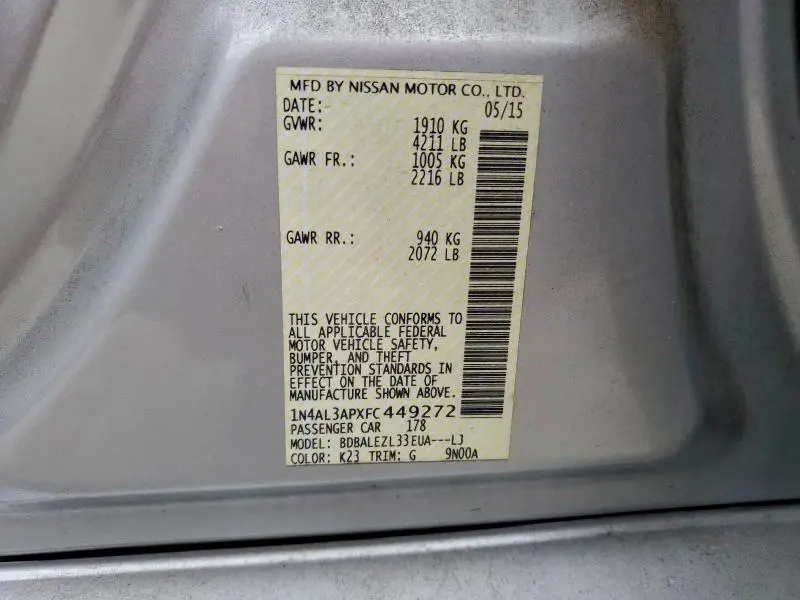 MFD BY NISSAN MOTOR CO., LTD.
DATE: 05/15
GVWR: 1910 KG
4211 LB
GAWR FR.: 1005 KG
2216 LB
GAWR RR.: 940 KG
2072 LB
THIS VEHICLE CONFORMS TO
ALL APPLICABLE FEDERAL
MOTOR VEHICLE SAFETY,
BUMPER, AND THEFT
PREVENTION STANDARDS IN
EFFECT ON THE DATE OF
MANUFACTURE SHOWN ABOVE.
1N4AL3APXFC449272
PASSENGER CAR 178
MODEL: BDBALEZL33EUA---LJ
COLOR: K23 TRIM: G 9N00A